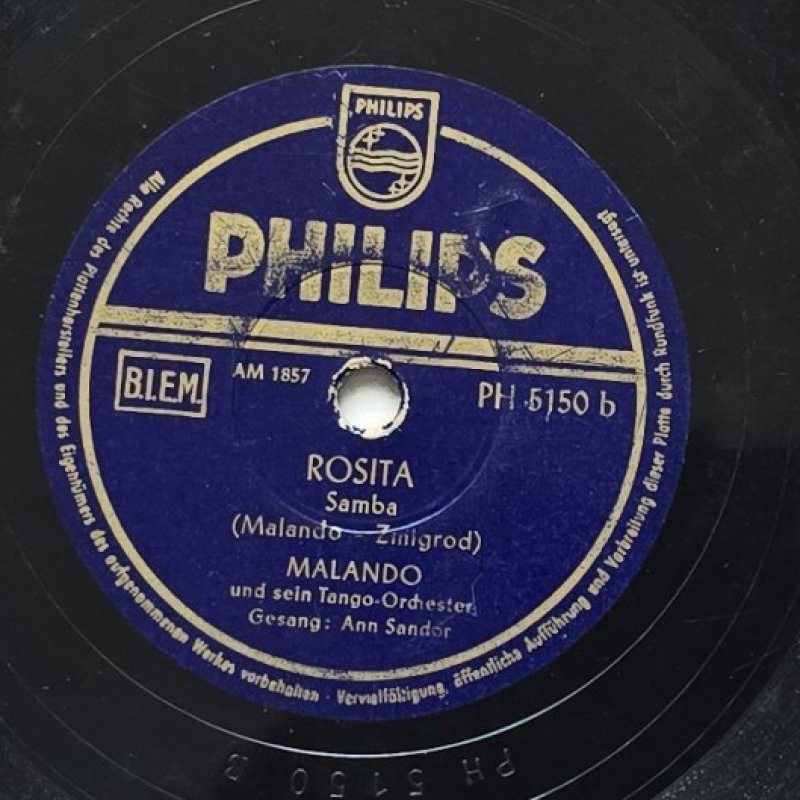 PHILIPS
PHILIPS
B.I.E.M.
AM 1857
PH 5150 b
ROSITA
Samba
(Malando - Zinigrod)
MALANDO
und sein Tango-Orchester
Gesang: Ann Sandor
Alle Rechte des Plattenherstellers und des Eigentümers des aufgenommenen Werkes vorbehalten · Vervielfältigung, öffentliche Aufführung und Verbreitung dieser Platte durch Rundfunk ist untersagt
PH 5150 B